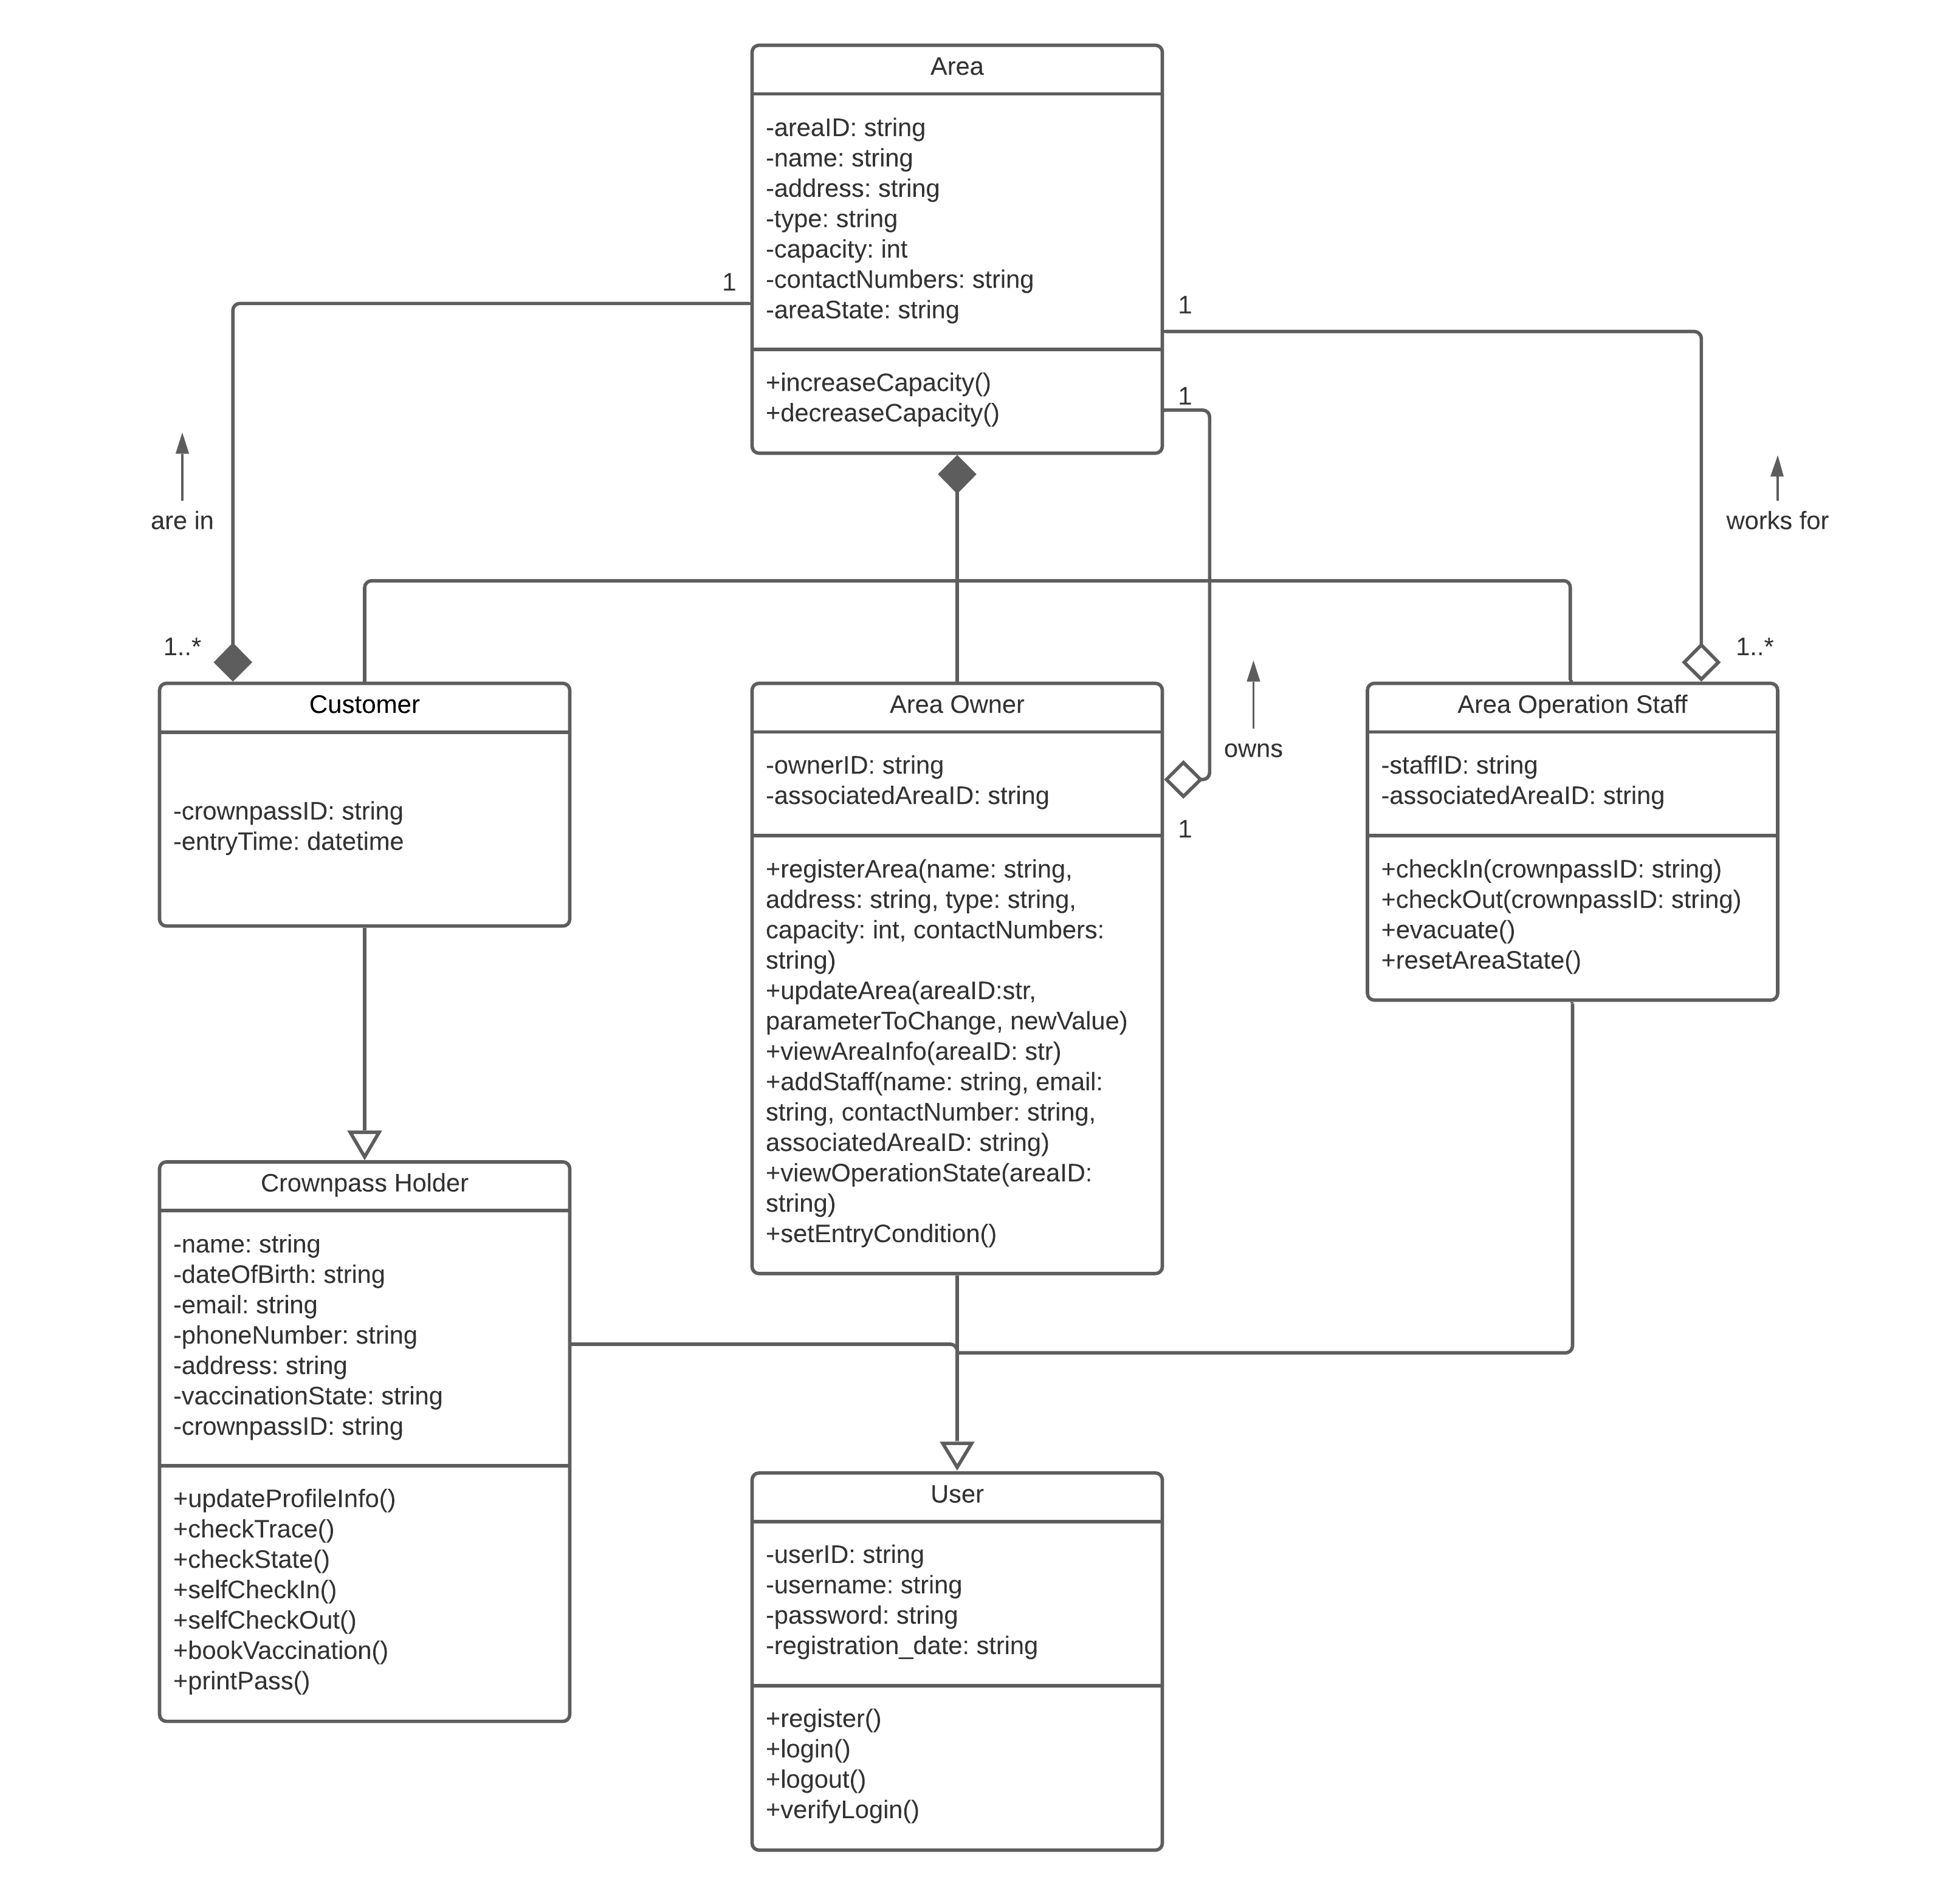 Area
-areaID: string
-name: string
-address: string
-type: string
-capacity: int
-contactNumbers: string
-areaState: string
+increaseCapacity()
+decreaseCapacity()
1
1
1
are in
works for
1..*
1..*
owns
1
Customer
-crownpassID: string
-entryTime: datetime
Area Owner
-ownerID: string
-associatedAreaID: string
+registerArea(name: string,
address: string, type: string,
capacity: int, contactNumbers:
string)
+updateArea(areaID:str,
parameterToChange, newValue)
+viewAreaInfo(areaID: str)
+addStaff(name: string, email:
string, contactNumber: string,
associatedAreaID: string)
+viewOperationState(areaID:
string)
+setEntryCondition()
Area Operation Staff
-staffID: string
-associatedAreaID: string
+checkIn(crownpassID: string)
+checkOut(crownpassID: string)
+evacuate()
+resetAreaState()
Crownpass Holder
-name: string
-dateOfBirth: string
-email: string
-phoneNumber: string
-address: string
-vaccinationState: string
-crownpassID: string
+updateProfileInfo()
+checkTrace()
+checkState()
+selfCheckIn()
+selfCheckOut()
+bookVaccination()
+printPass()
User
-userID: string
-username: string
-password: string
-registration_date: string
+register()
+login()
+logout()
+verifyLogin()